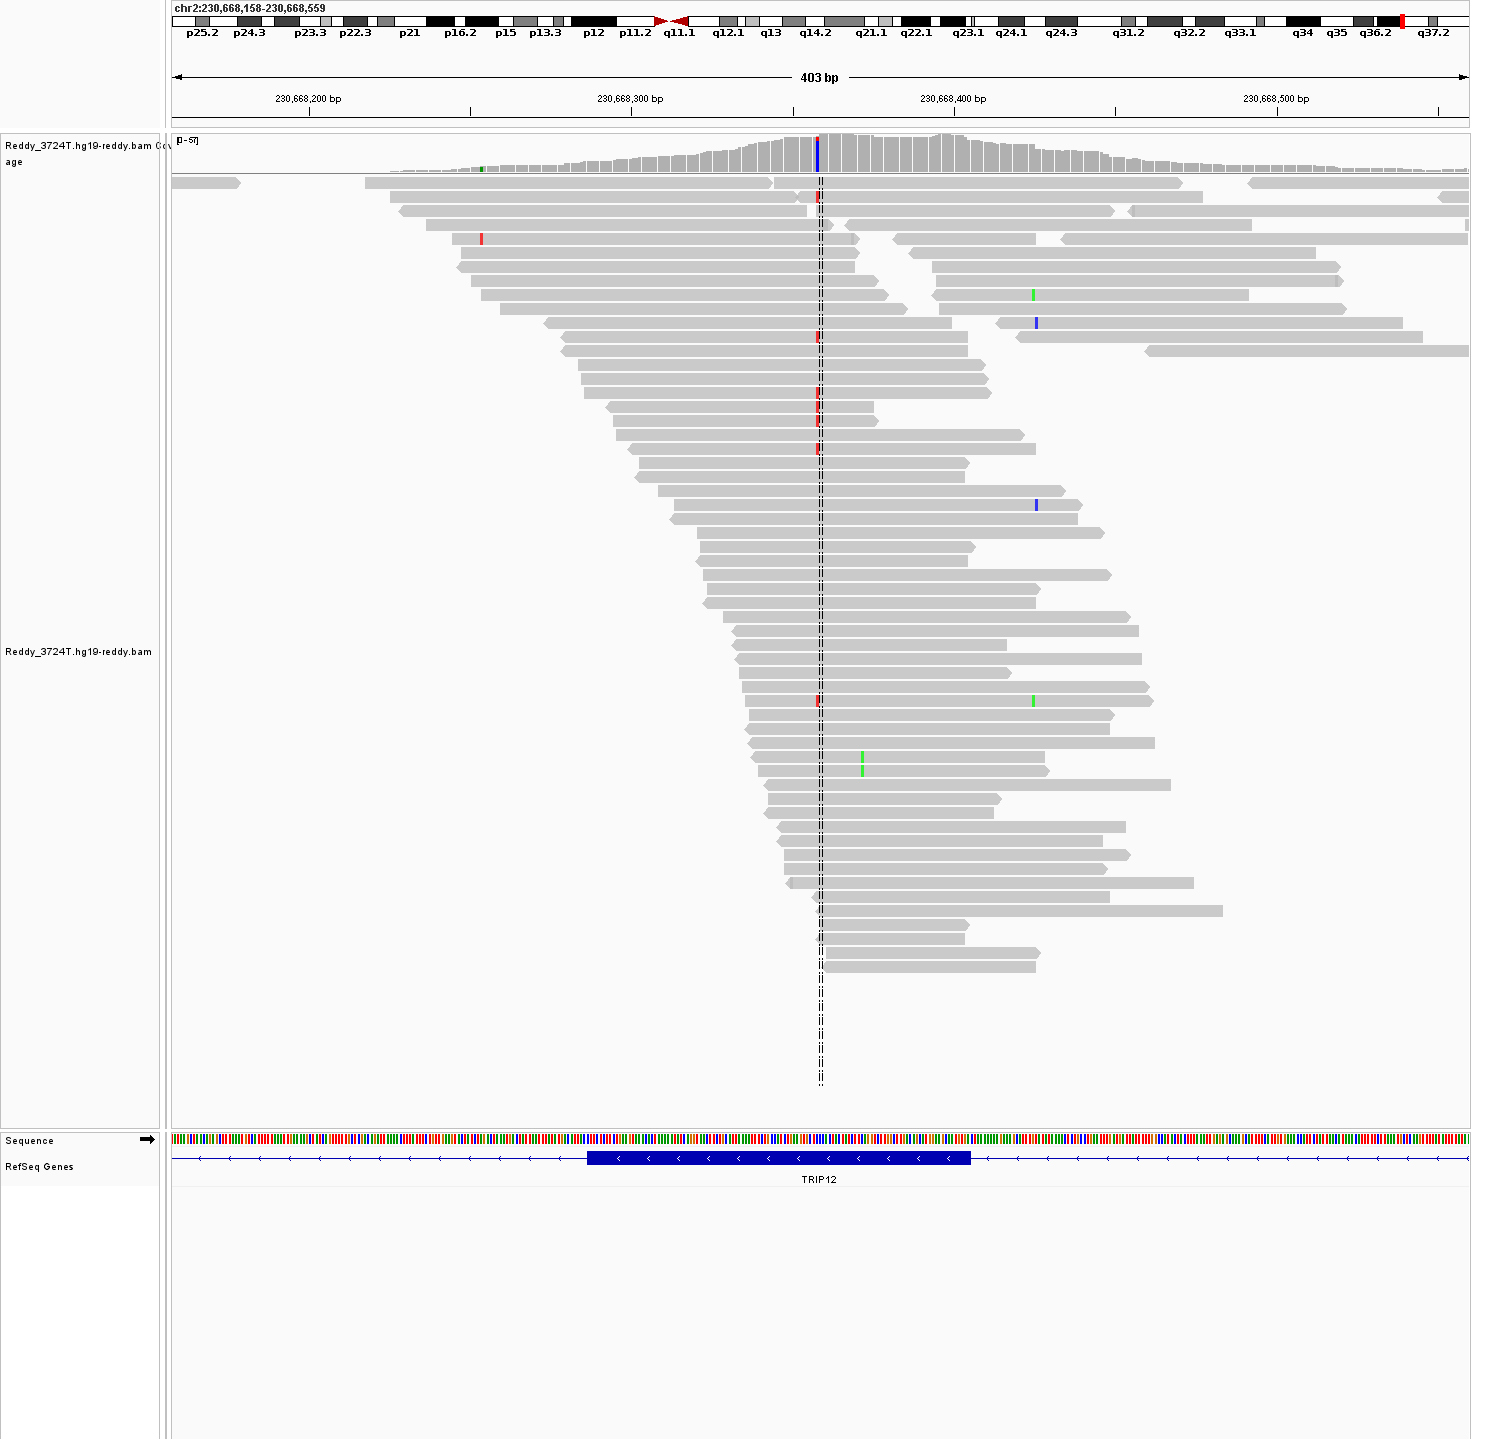 chr2:230,668,158-230,668,559
p25.2 p24.3 p23.3 p22.3 p21 p16.2 p15 p13.3 p12 p11.2 q11.1 q12.1 q13 q14.2 q21.1 q22.1 q23.1 q24.1 q24.3 q31.2 q32.2 q33.1 q34 q35 q36.2 q37.2
403 bp
230,668,200 bp 230,668,300 bp 230,668,400 bp 230,668,500 bp
Reddy_3724T.hg19-reddy.bam Cov
age
[0 - 57]
Reddy_3724T.hg19-reddy.bam
Sequence
RefSeq Genes
TRIP12